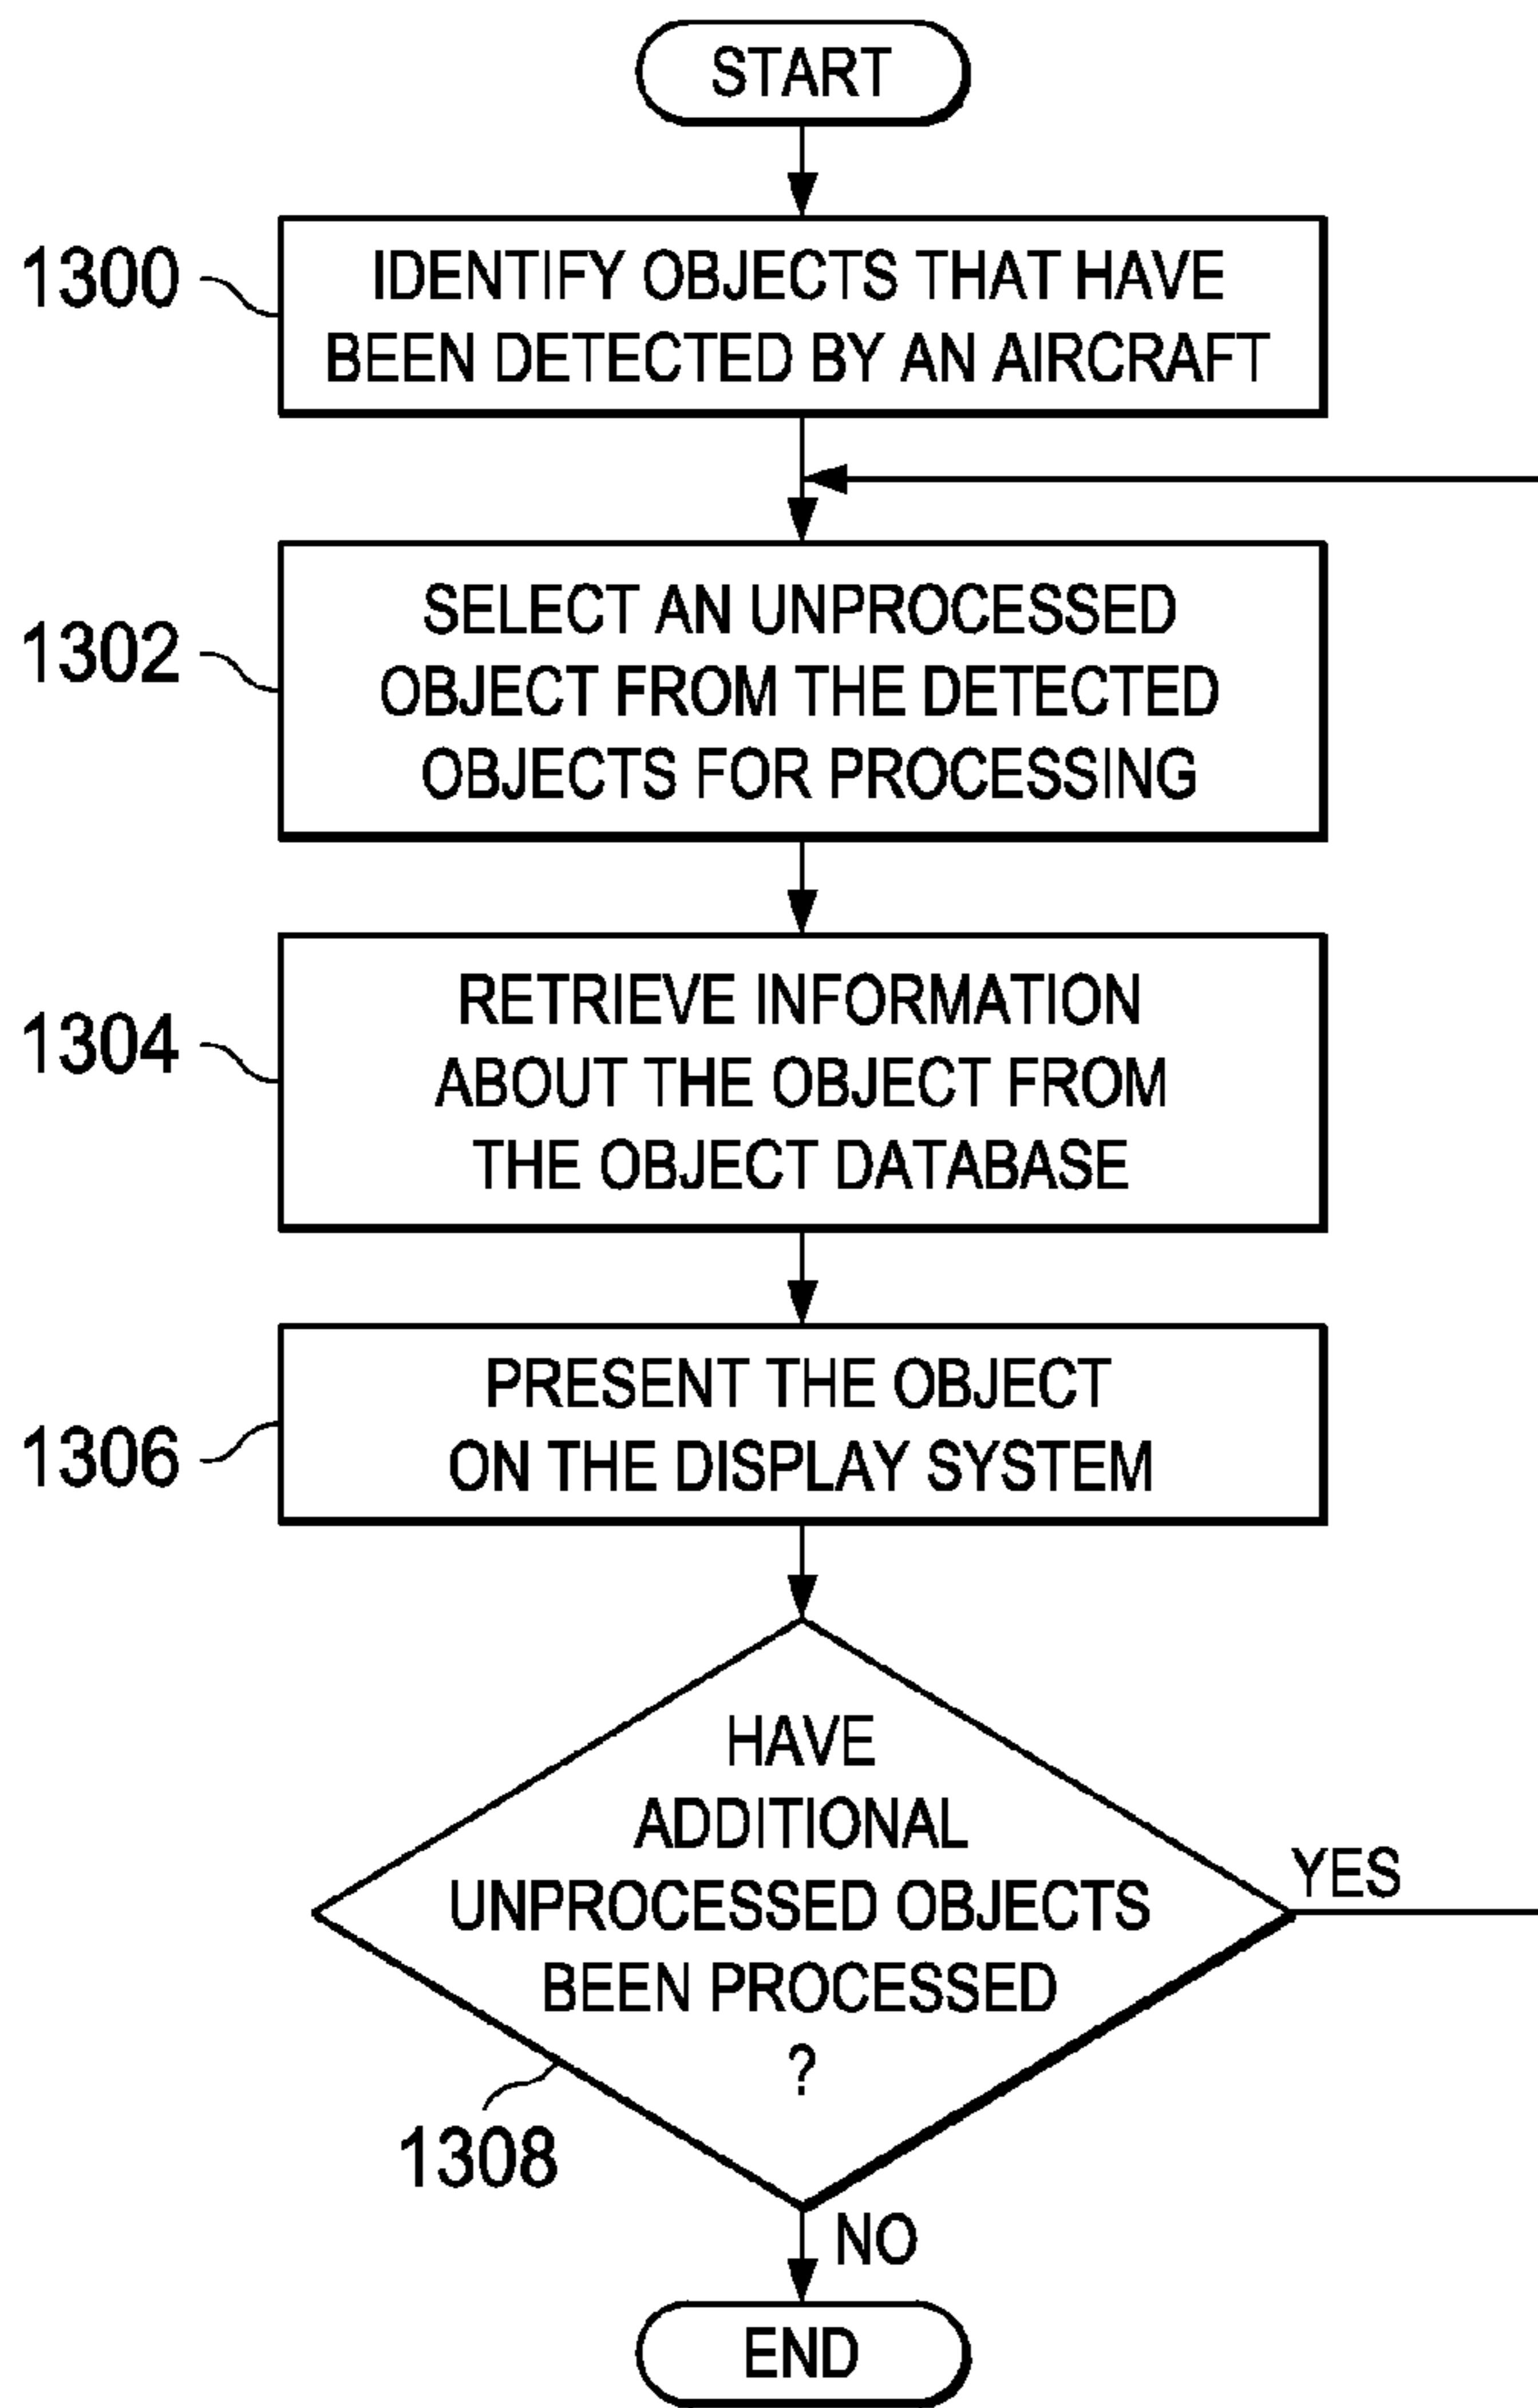 START
1300
IDENTIFY OBJECTS THAT HAVE
BEEN DETECTED BY AN AIRCRAFT
1302
SELECT AN UNPROCESSED
OBJECT FROM THE DETECTED
OBJECTS FOR PROCESSING
1304
RETRIEVE INFORMATION
ABOUT THE OBJECT FROM
THE OBJECT DATABASE
1306
PRESENT THE OBJECT
ON THE DISPLAY SYSTEM
HAVE
ADDITIONAL
UNPROCESSED OBJECTS
BEEN PROCESSED
?
YES
1308
NO
END